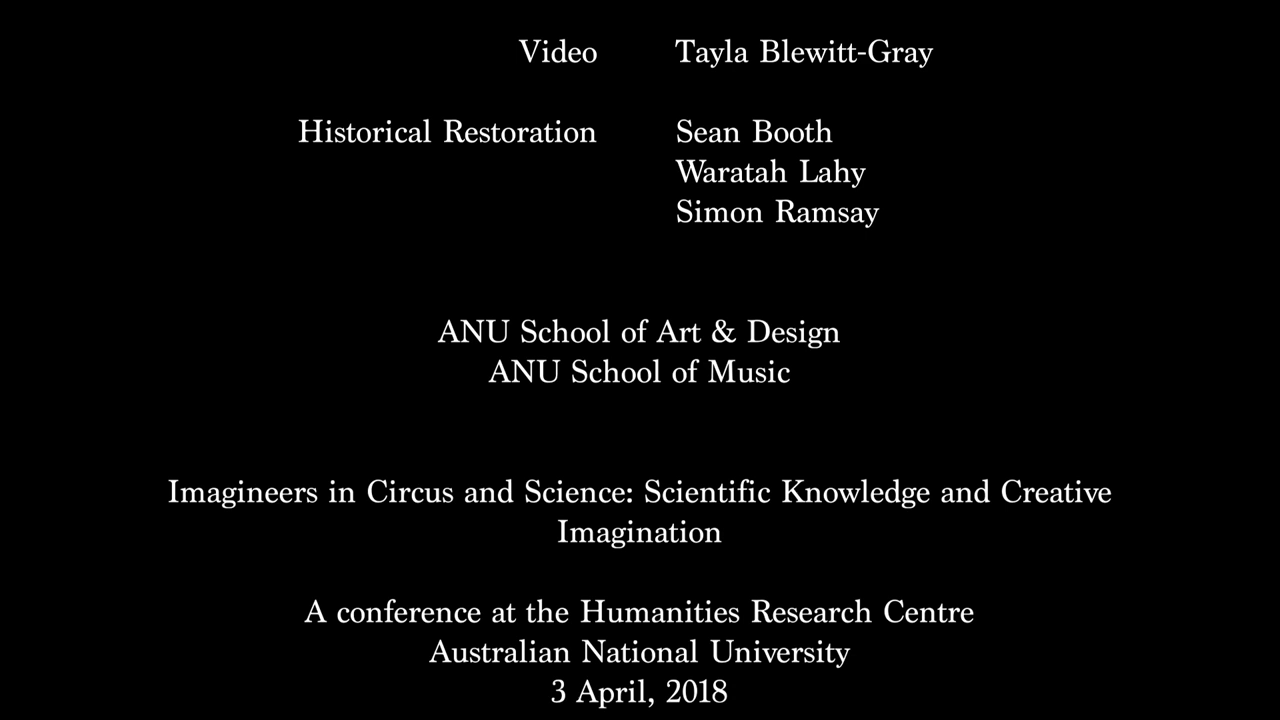 Video Tayla Blewitt-Gray
Historical Restoration Sean Booth
Waratah Lahy
Simon Ramsay
ANU School of Art & Design
ANU School of Music
Imagineers in Circus and Science: Scientific Knowledge and Creative
Imagination
A conference at the Humanities Research Centre
Australian National University
3 April, 2018